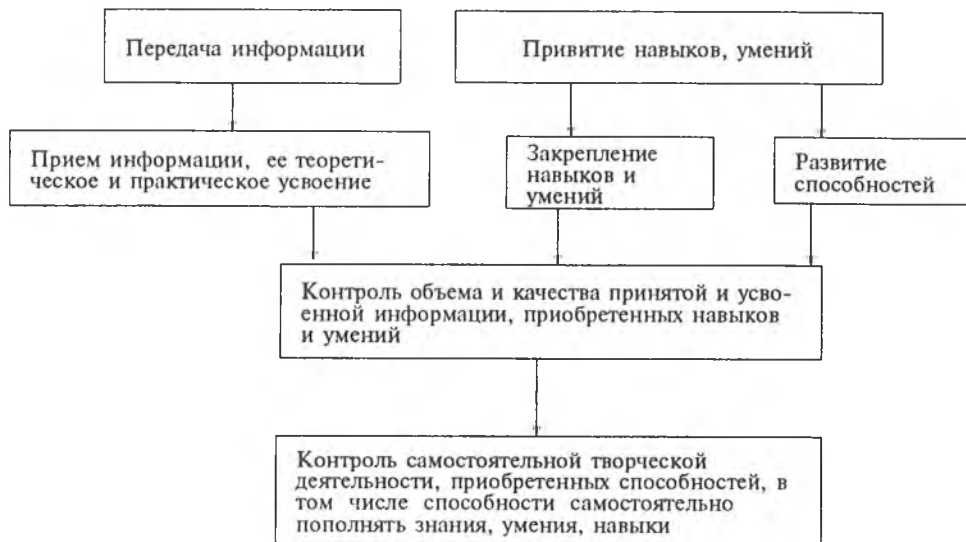 Передача информации
Привитие навыков, умений
Прием информации, ее теорети-
ческое и практическое усвоение
Закрепление
навыков и
умений
Развитие
способностей
Контроль объема и качества принятой и усво-
енной информации, приобретенных навыков
и умений
Контроль самостоятельной творческой
деятельности, приобретенных способностей, в
том числе способности самостоятельно
пополнять знания, умения, навыки